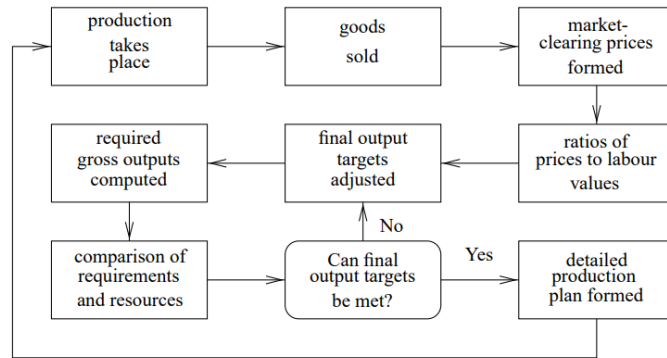 production
takes
place
goods
sold
market-
clearing prices
formed
required
gross outputs
computed
final output
targets
adjusted
ratios of
prices to labour
values
No
comparison of
requirements
and resources
Can final
output targets
be met?
Yes
detailed
production
plan formed